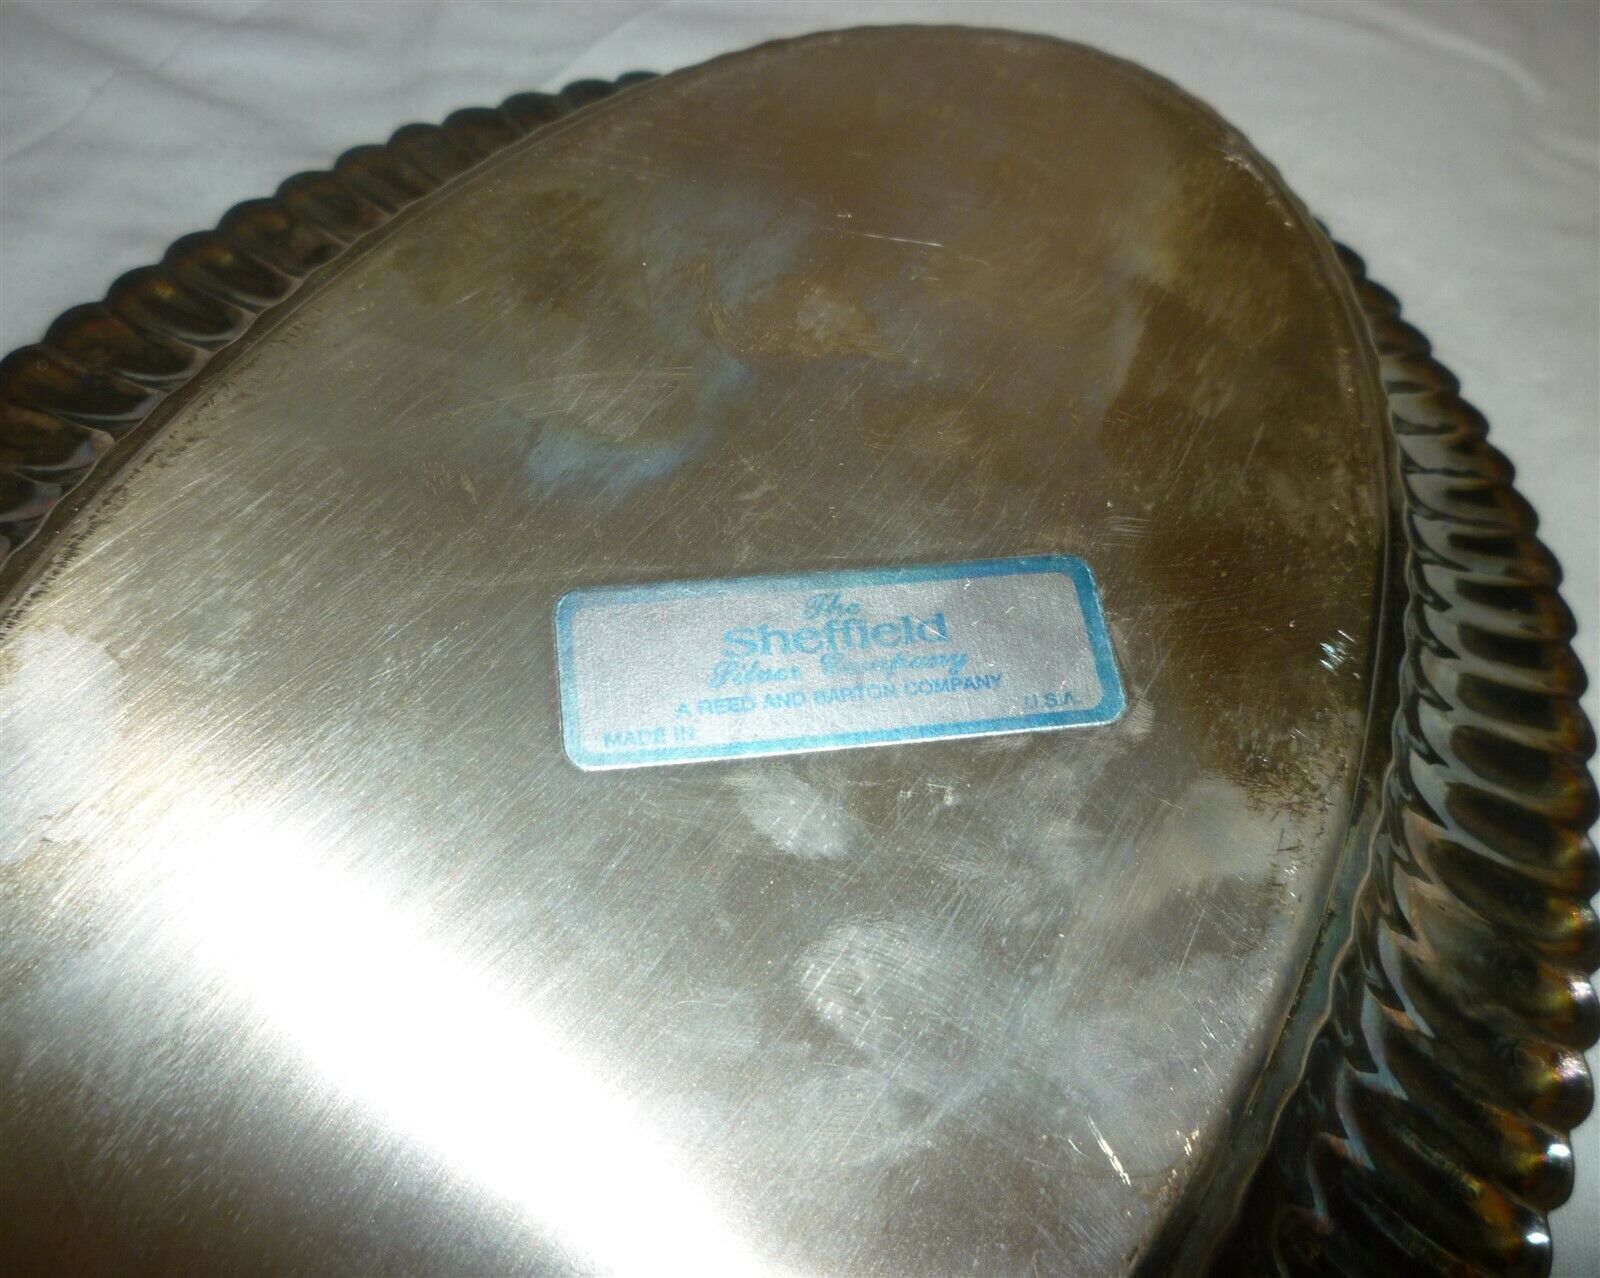 The
Sheffield
Silver Company
A REED AND BARTON COMPANY
MADE IN U.S.A.